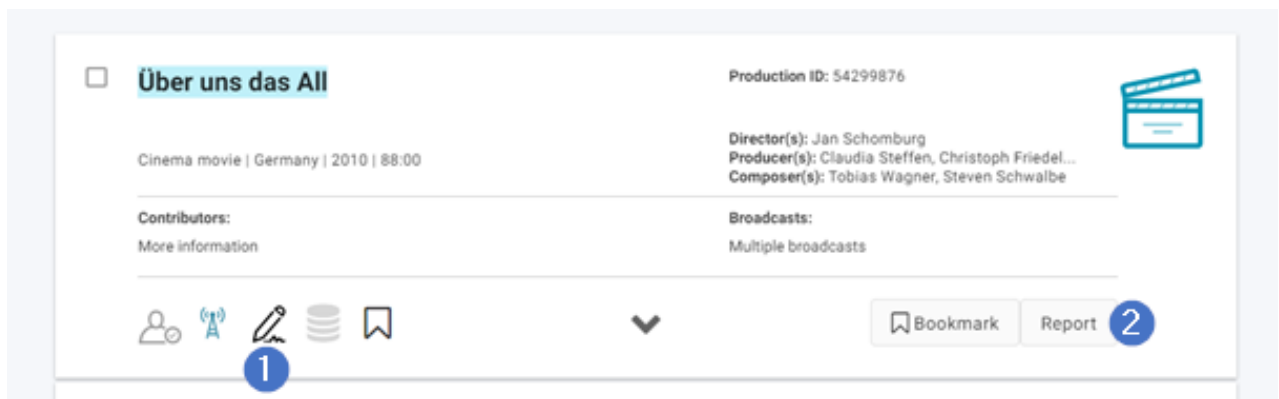 Über uns das All
Production ID: 54299876
Cinema movie | Germany | 2010 | 88:00
Director(s): Jan Schomburg
Producer(s): Claudia Steffen, Christoph Friedel...
Composer(s): Tobias Wagner, Steven Schwalbe
Contributors:
More information
Broadcasts:
Multiple broadcasts
Bookmark
Report
2
1